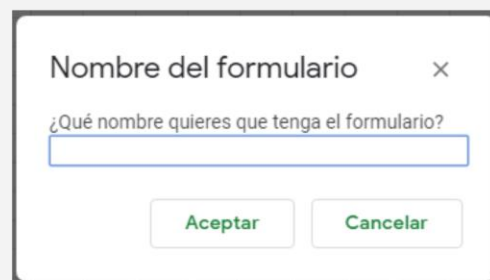 Nombre del formulario
¿Qué nombre quieres que tenga el formulario?
Aceptar
Cancelar